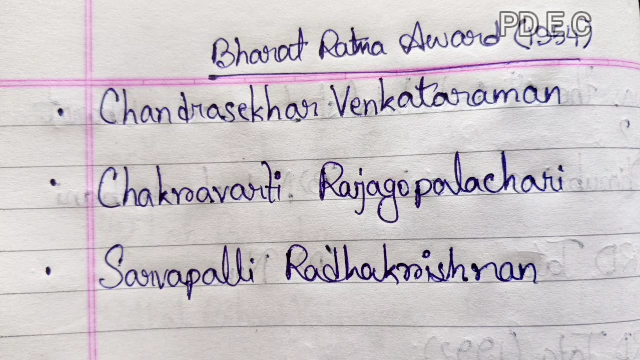 PDEC
Bharat Ratna Award (1954)
• Chandrasekhar Venkataraman
• Chakravarti Rajagopalachari
• Sarvapalli Radhakrishnan